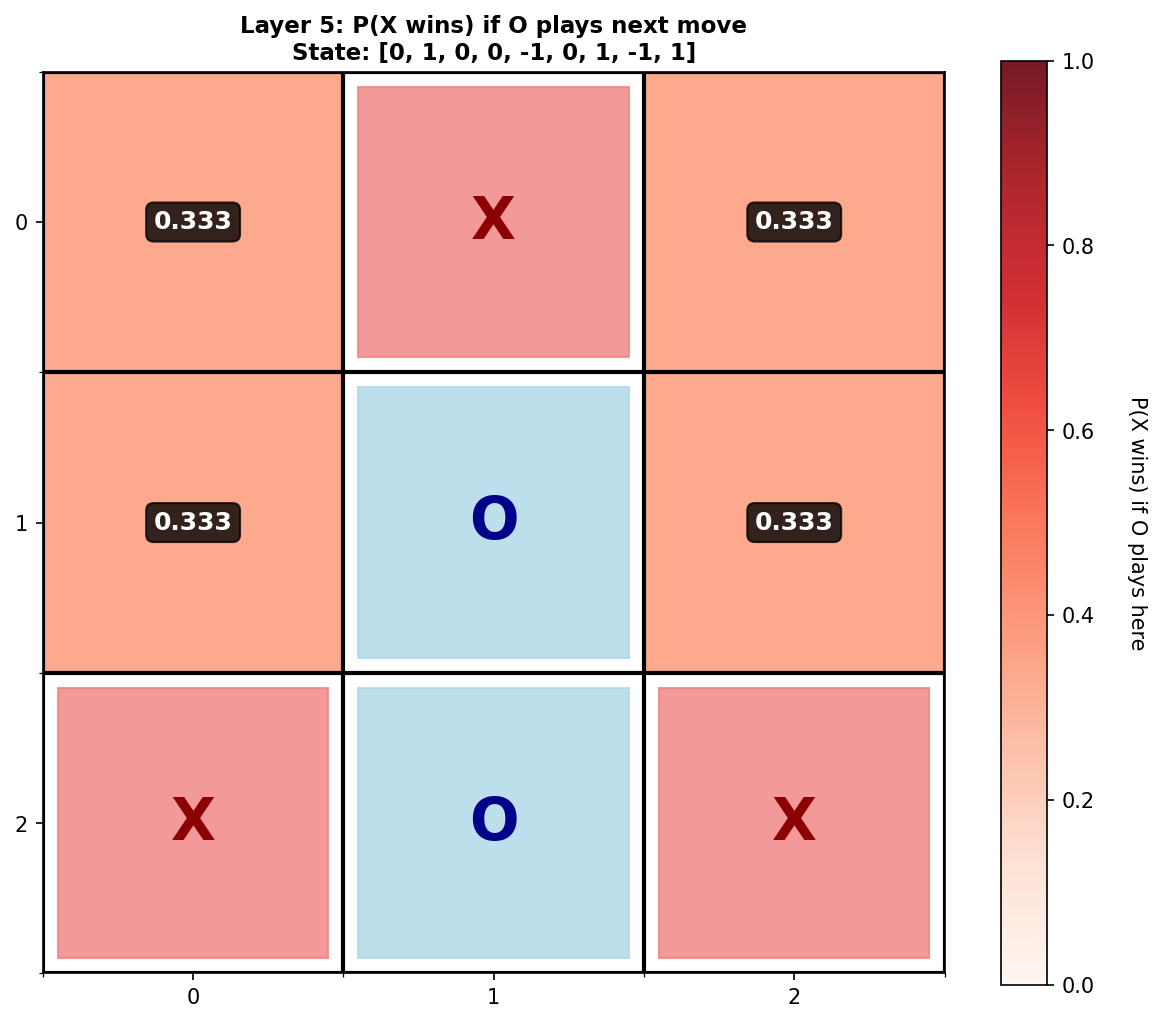 Layer 5: P(X wins) if O plays next move
State: [0, 1, 0, 0, -1, 0, 1, -1, 1]
0
0.333
X
0.333
1
0.333
O
0.333
2
X
O
X
0
1
2
1.0
0.8
0.6
0.4
0.2
0.0
P(X wins) if O plays here